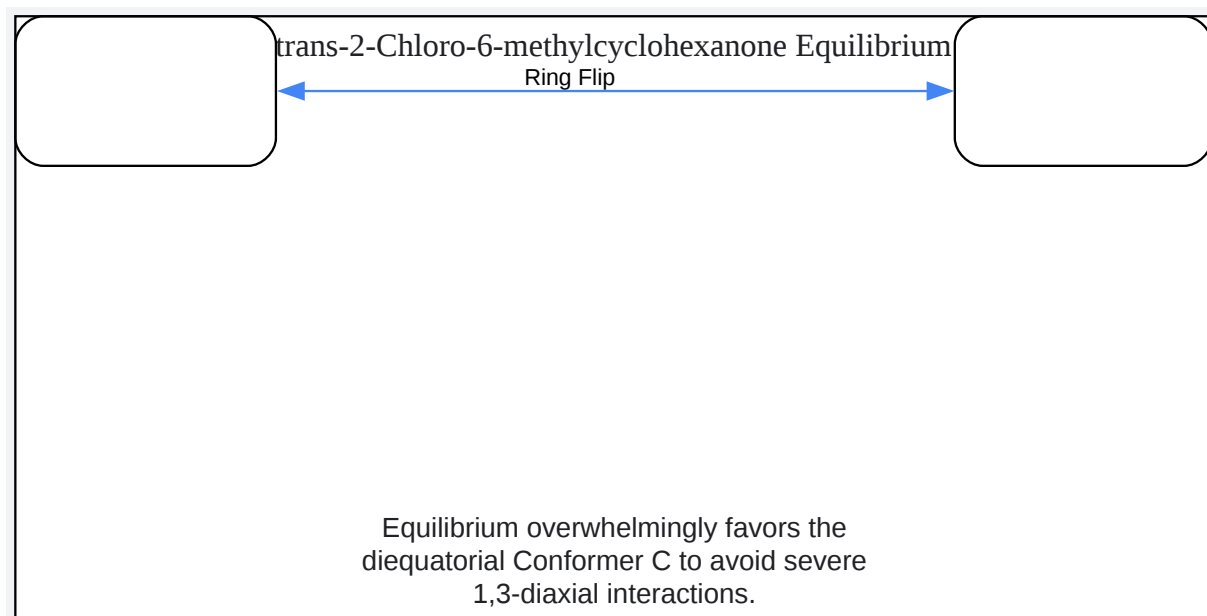 trans-2-Chloro-6-methylcyclohexanone Equilibrium
Ring Flip
Equilibrium overwhelmingly favors the
diequatorial Conformer C to avoid severe
1,3-diaxial interactions.